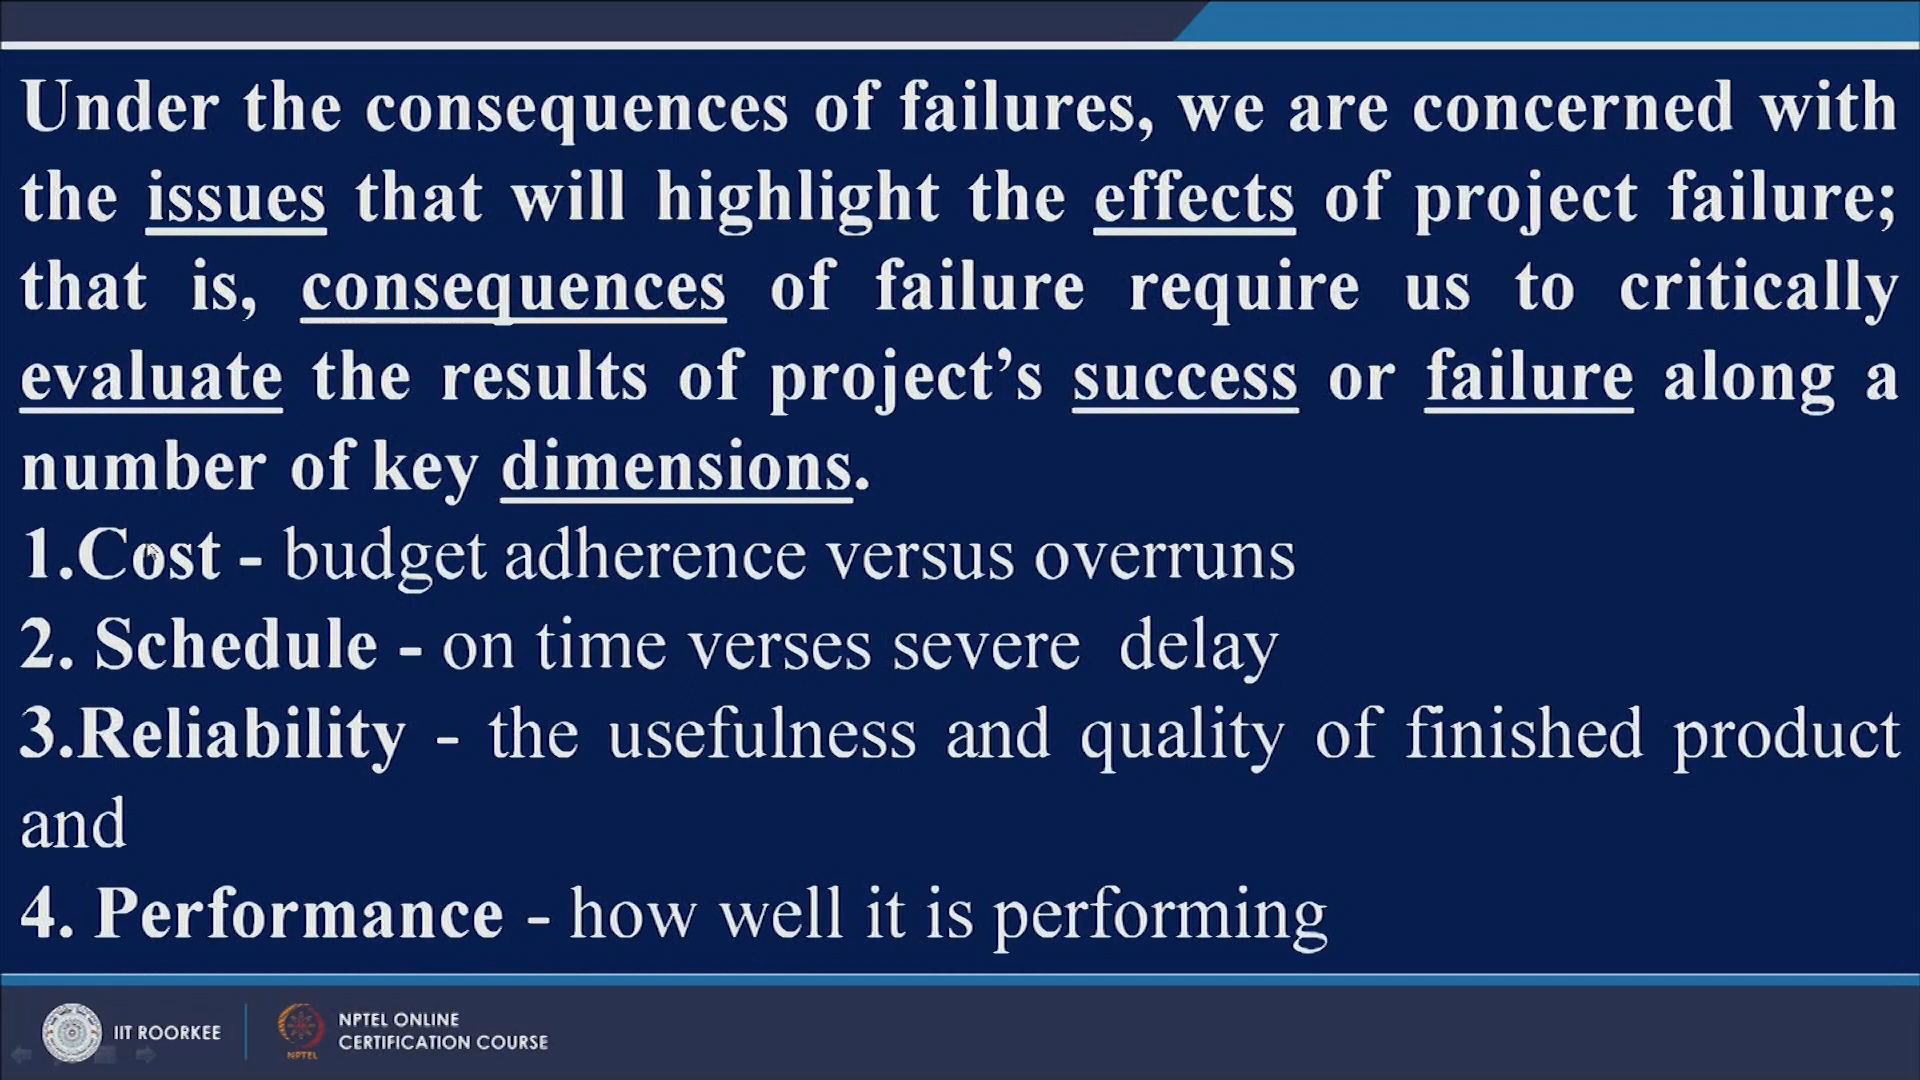 Under the consequences of failures, we are concerned with
the issues that will highlight the effects of project failure;
that is, consequences of failure require us to critically
evaluate the results of project’s success or failure along a
number of key dimensions.
1.Cost - budget adherence versus overruns
2. Schedule - on time verses severe delay
3.Reliability - the usefulness and quality of finished product
and
4. Performance - how well it is performing
IIT ROORKEE
NPTEL
NPTEL ONLINE
CERTIFICATION COURSE